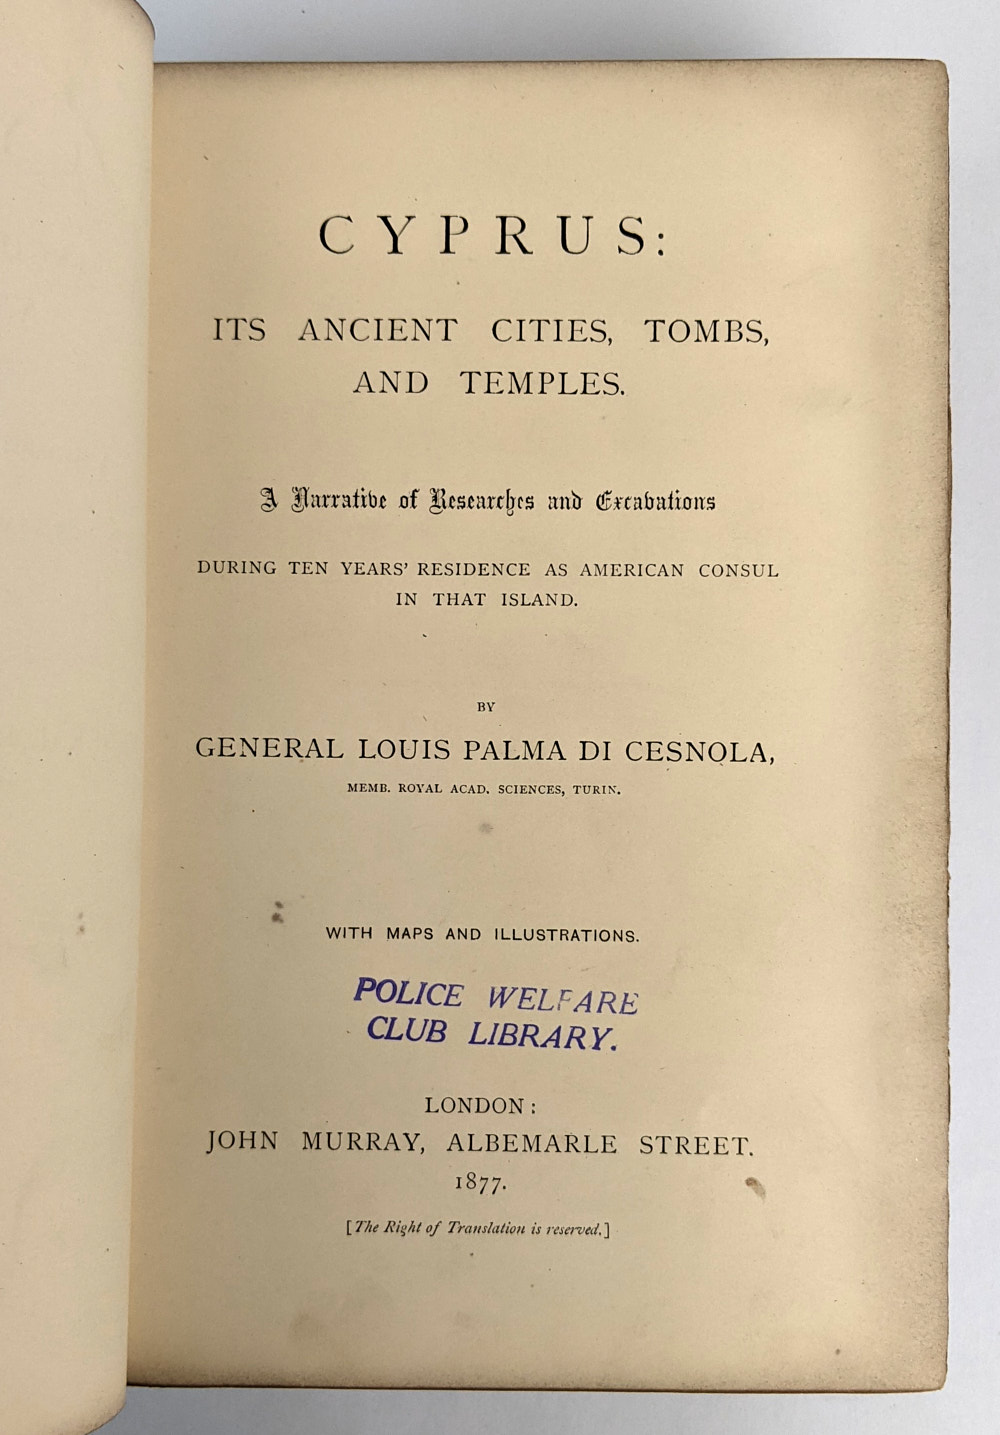 CYPRUS:
ITS ANCIENT CITIES, TOMBS,
AND TEMPLES.
A Narrative of Researches and Excavations
DURING TEN YEARS' RESIDENCE AS AMERICAN CONSUL
IN THAT ISLAND.
BY
GENERAL LOUIS PALMA DI CESNOLA,
MEMB. ROYAL ACAD. SCIENCES, TURIN.
WITH MAPS AND ILLUSTRATIONS.
POLICE WELFARE
CLUB LIBRARY.
LONDON:
JOHN MURRAY, ALBEMARLE STREET.
1877.
[The Right of Translation is reserved.]